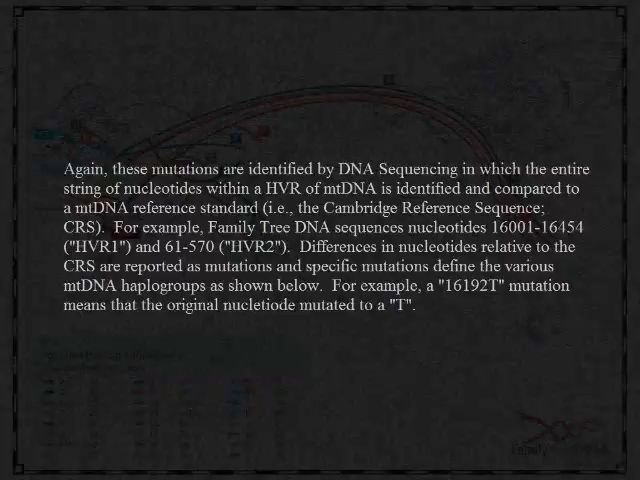 Again, these mutations are identified by DNA Sequencing in which the entire
string of nucleotides within a HVR of mtDNA is identified and compared to
a mtDNA reference standard (i.e., the Cambridge Reference Sequence;
CRS).  For example, Family Tree DNA sequences nucleotides 16001-16454
("HVR1") and 61-570 ("HVR2").  Differences in nucleotides relative to the
CRS are reported as mutations and specific mutations define the various
mtDNA haplogroups as shown below.  For example, a "16192T" mutation
means that the original nucletiode mutated to a "T".
Family